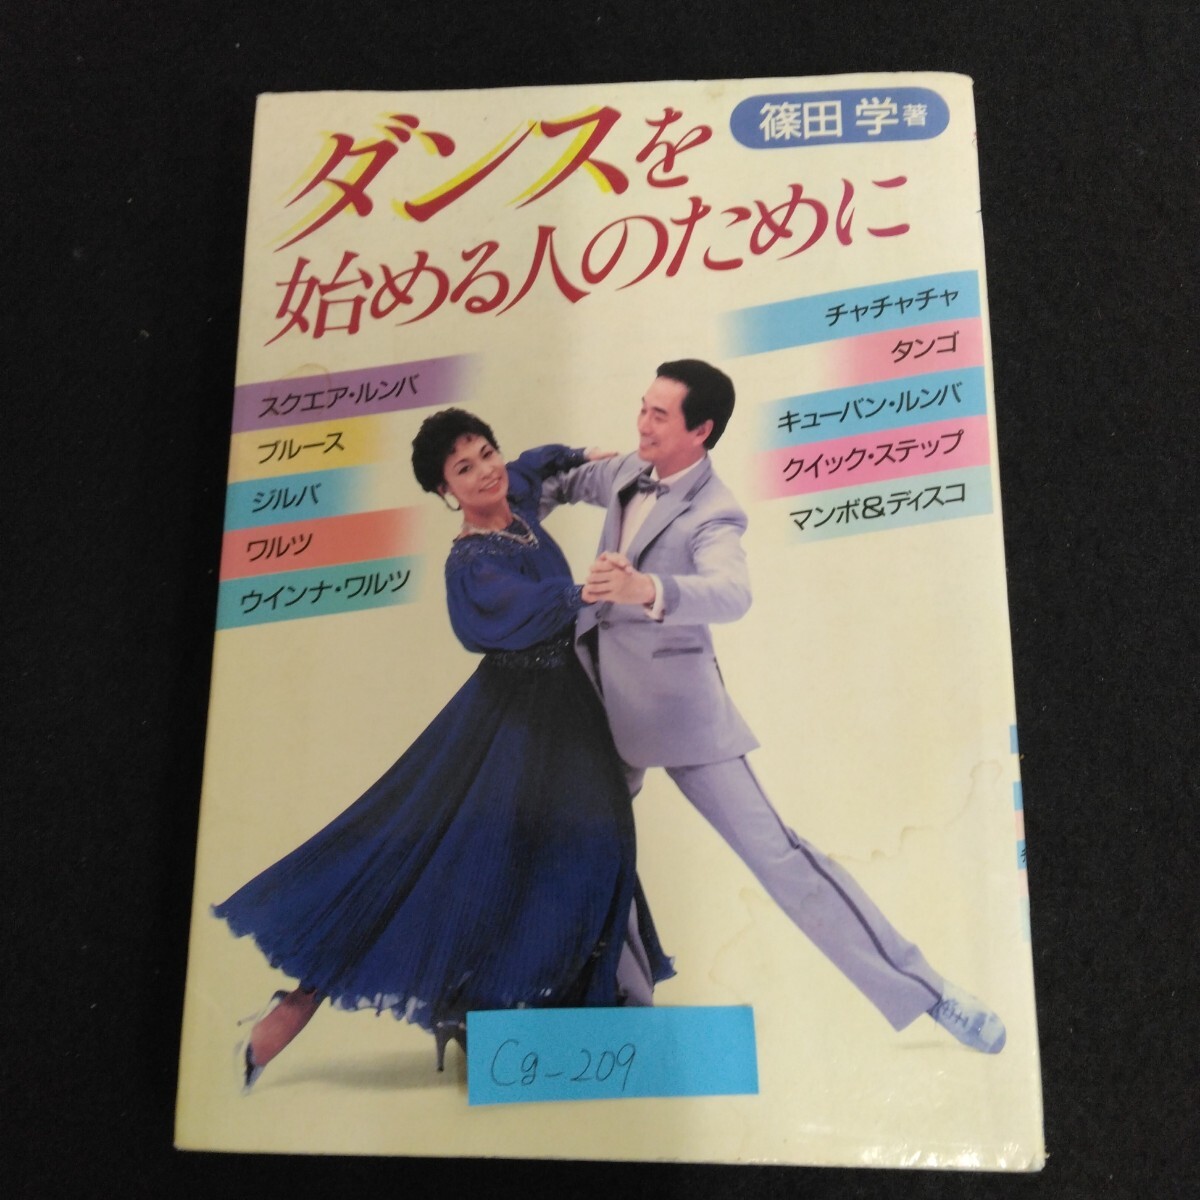 篠田 学著
ダンスを
始める人のために
スクエア・ルンバ
ブルース
ジルバ
ワルツ
ウインナ・ワルツ
チャチャチャ
タンゴ
キューバン・ルンバ
クイック・ステップ
マンボ&ディスコ
Cg-209